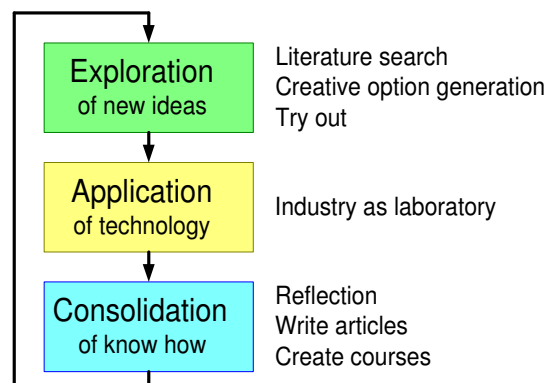 Exploration
of new ideas
Literature search
Creative option generation
Try out
Application
of technology
Industry as laboratory
Consolidation
of know how
Reflection
Write articles
Create courses